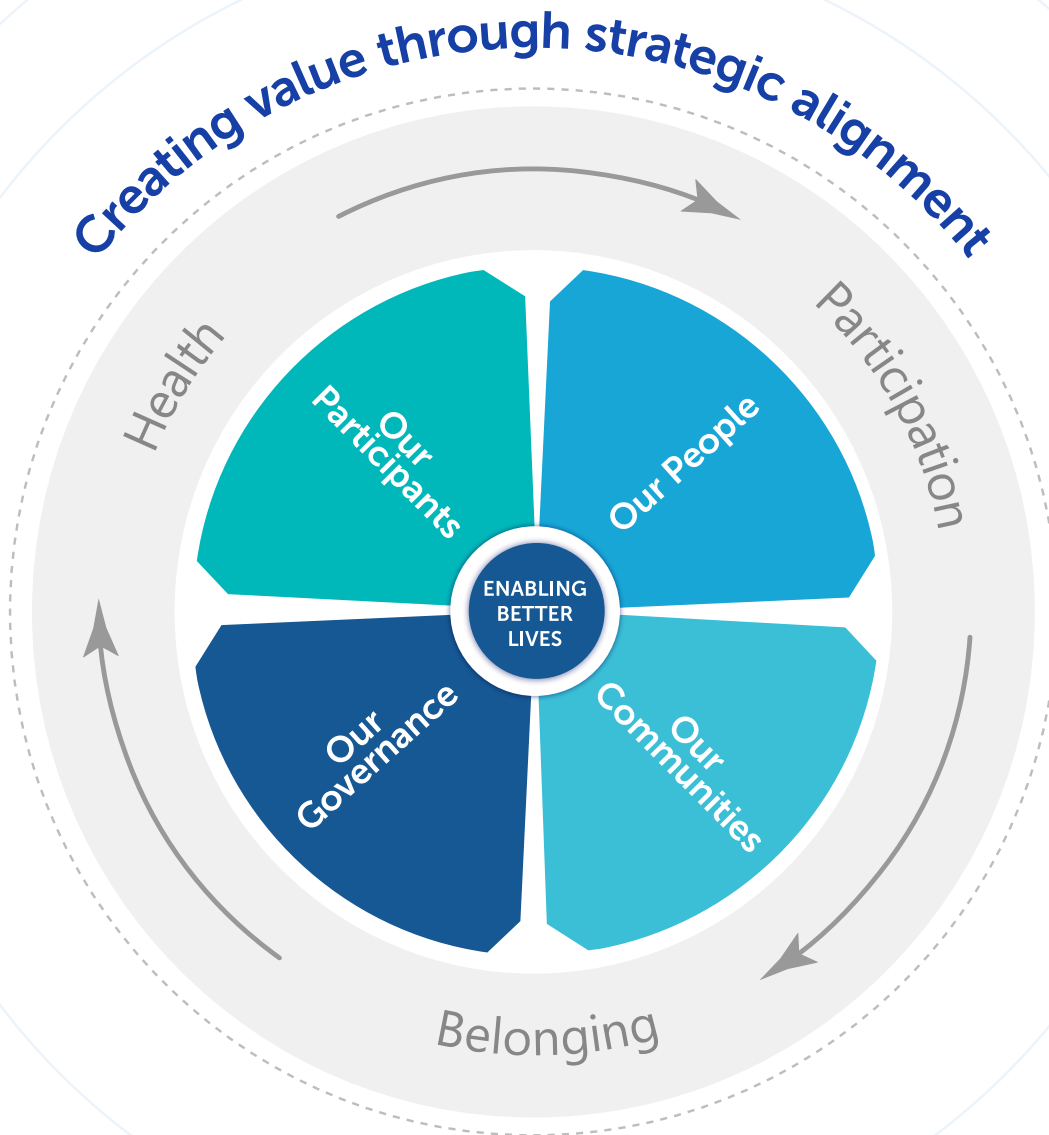 Creating value through strategic alignment
Health
Participation
Belonging
Our
Participants
Our People
Our
Communities
Our
Governance
ENABLING
BETTER
LIVES